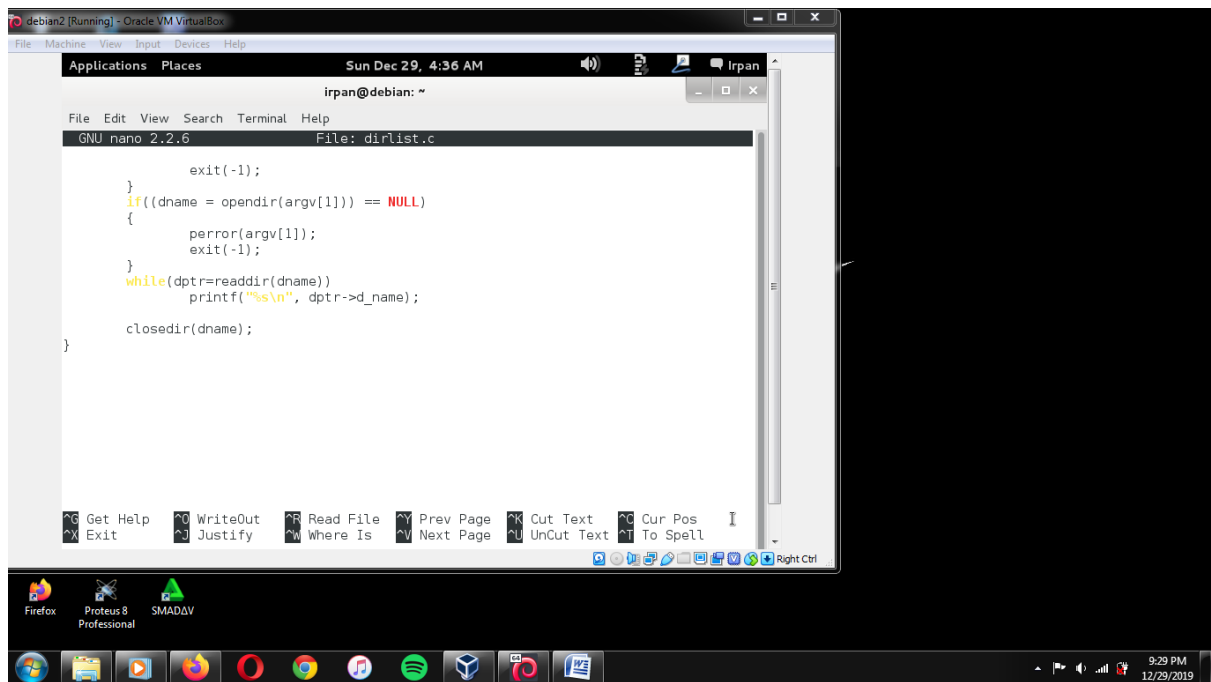 debian2 [Running] - Oracle VM VirtualBox
File Machine View Input Devices Help
Applications Places Sun Dec 29, 4:36 AM Irpan
irpan@debian: ~
File Edit View Search Terminal Help
GNU nano 2.2.6 File: dirlist.c
exit(-1);
}
if((dname = opendir(argv[1])) == NULL)
{
perror(argv[1]);
exit(-1);
}
while(dptr=readdir(dname))
printf("%s\n", dptr->d_name);
closedir(dname);
}
^G Get Help ^O WriteOut ^R Read File ^Y Prev Page ^K Cut Text ^C Cur Pos
^X Exit ^J Justify ^W Where Is ^V Next Page ^U UnCut Text ^T To Spell
Right Ctrl
Firefox Proteus 8 SMADΔV
Professional
64
9:29 PM
12/29/2019